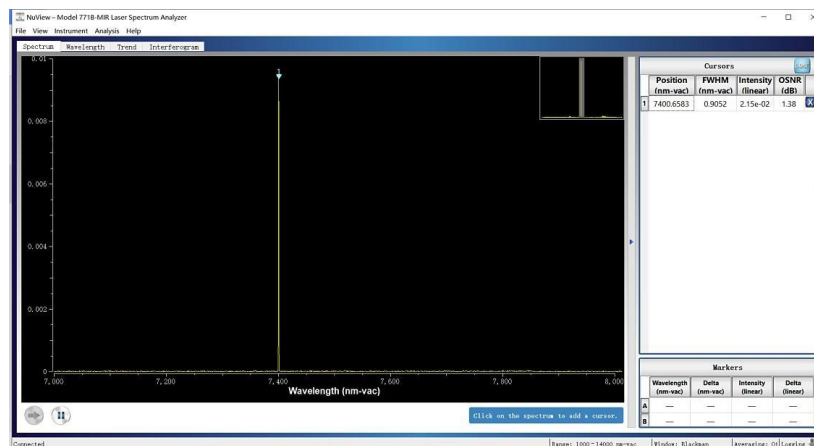 NuView – Model 771B-MIR Laser Spectrum Analyzer
File View Instrument Analysis Help
Spectrum Wavelength Trend Interferogram
0.01
0.008
0.006
0.004
0.002
0
7,000 7,200 7,400 7,600 7,800 8,000
Wavelength (nm-vac)
1
Click on the spectrum to add a cursor.
Cursors
Position (nm-vac) FWHM (nm-vac) Intensity (linear) OSNR (dB)
1 7400.6583 0.9052 2.15e-02 1.38 X
Markers
Wavelength (nm-vac) Delta (nm-vac) Intensity (linear) Delta (linear)
A — — — —
B — — — —
Connected Range: 1000-14000 nm-vac Window: Blackman Averaging: Logging